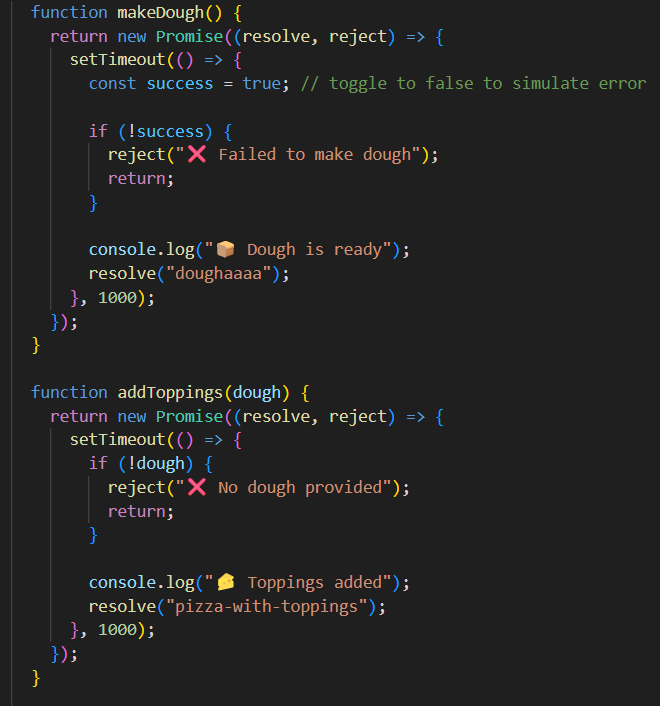 function makeDough() {
  return new Promise((resolve, reject) => {
    setTimeout(() => {
      const success = true; // toggle to false to simulate error

      if (!success) {
        reject("❌ Failed to make dough");
        return;
      }

      console.log("📦 Dough is ready");
      resolve("doughaaaa");
    }, 1000);
  });
}

function addToppings(dough) {
  return new Promise((resolve, reject) => {
    setTimeout(() => {
      if (!dough) {
        reject("❌ No dough provided");
        return;
      }

      console.log("🧀 Toppings added");
      resolve("pizza-with-toppings");
    }, 1000);
  });
}